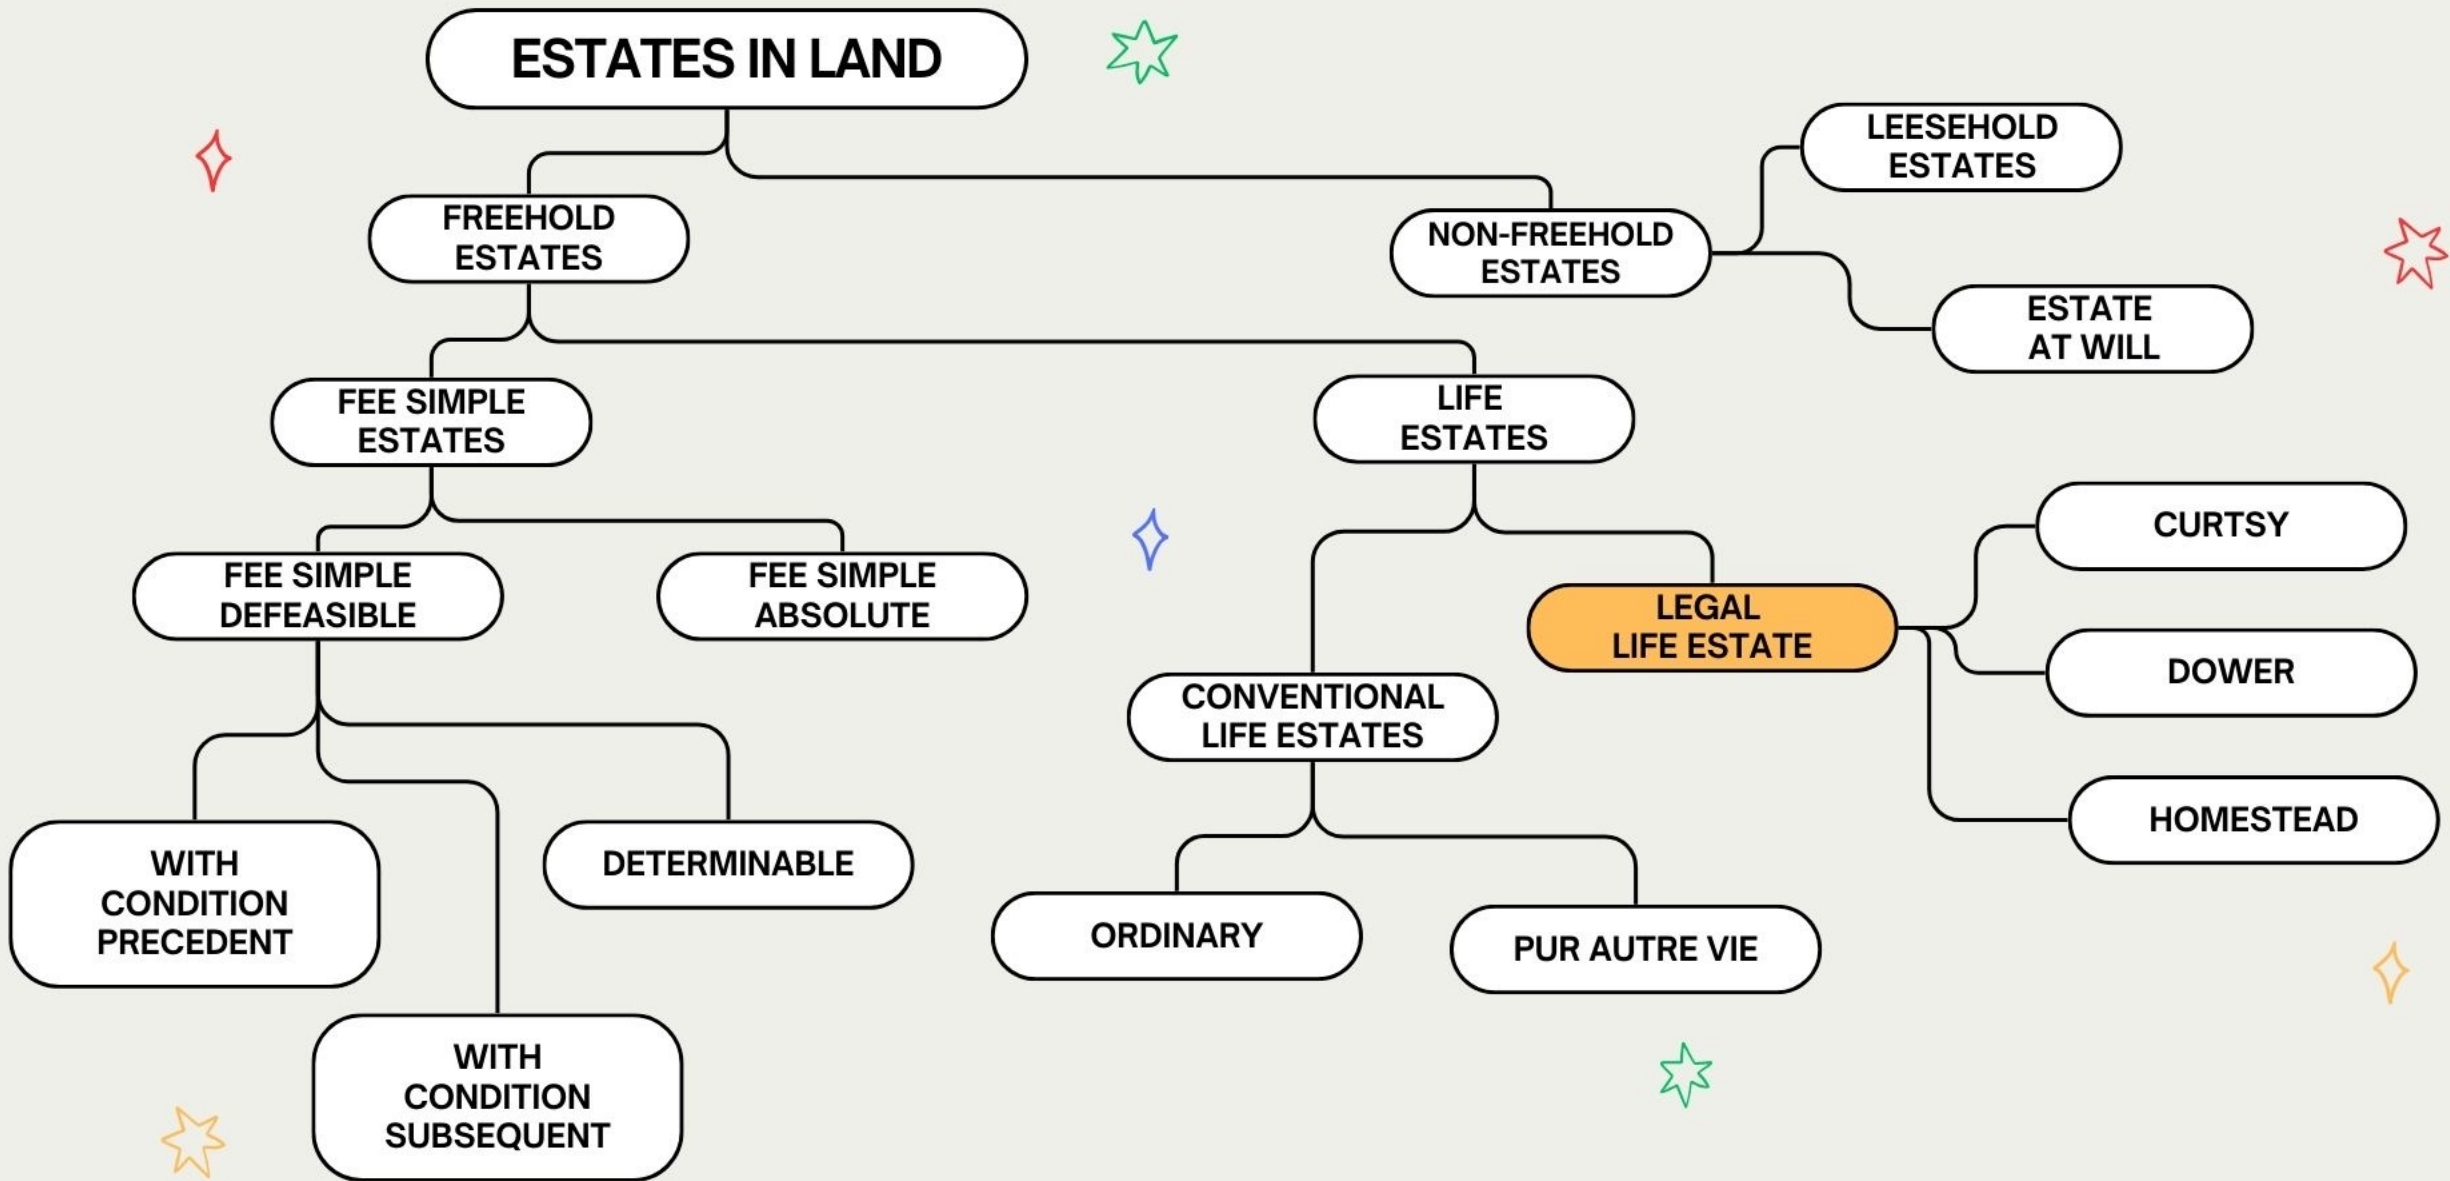 ESTATES IN LAND
LEESEHOLD
ESTATES
FREEHOLD
ESTATES
NON-FREEHOLD
ESTATES
ESTATE
AT WILL
FEE SIMPLE
ESTATES
LIFE
ESTATES
CURTSY
FEE SIMPLE
DEFEASIBLE
FEE SIMPLE
ABSOLUTE
LEGAL
LIFE ESTATE
DOWER
CONVENTIONAL
LIFE ESTATES
HOMESTEAD
WITH
CONDITION
PRECEDENT
DETERMINABLE
ORDINARY
PUR AUTRE VIE
WITH
CONDITION
SUBSEQUENT